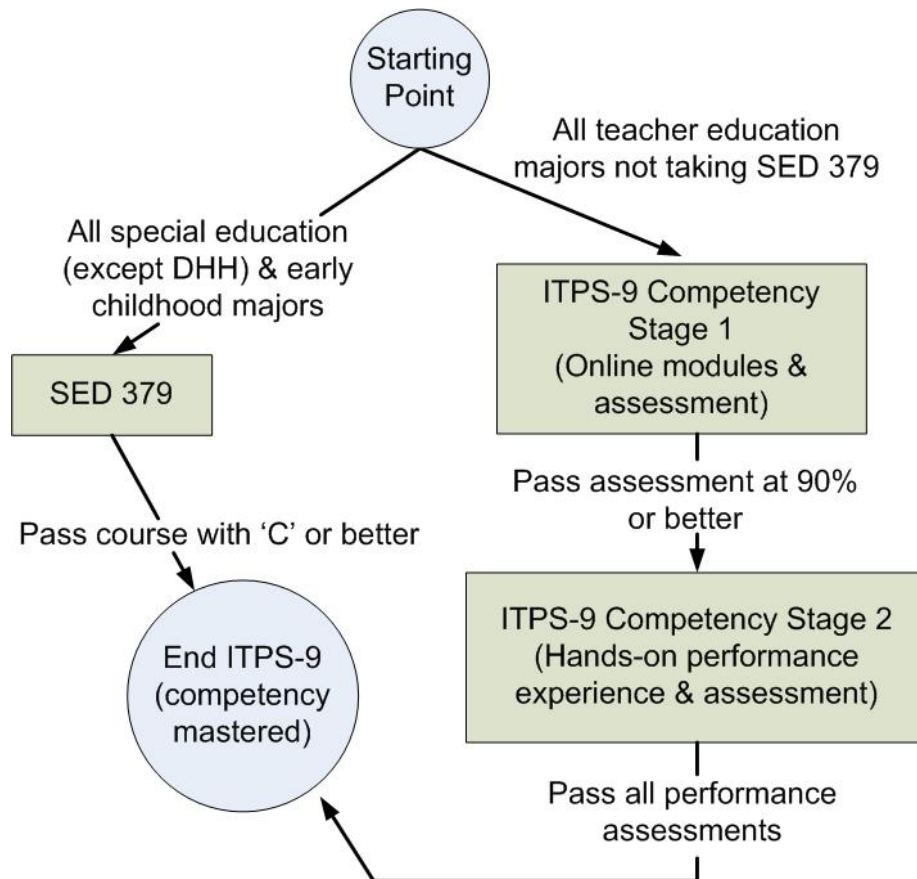 Starting
Point
All teacher education
majors not taking SED 379
All special education
(except DHH) & early
childhood majors
ITPS-9 Competency
Stage 1
(Online modules &
assessment)
SED 379
Pass assessment at 90%
or better
Pass course with ‘C’ or better
ITPS-9 Competency Stage 2
(Hands-on performance
experience & assessment)
End ITPS-9
(competency
mastered)
Pass all performance
assessments